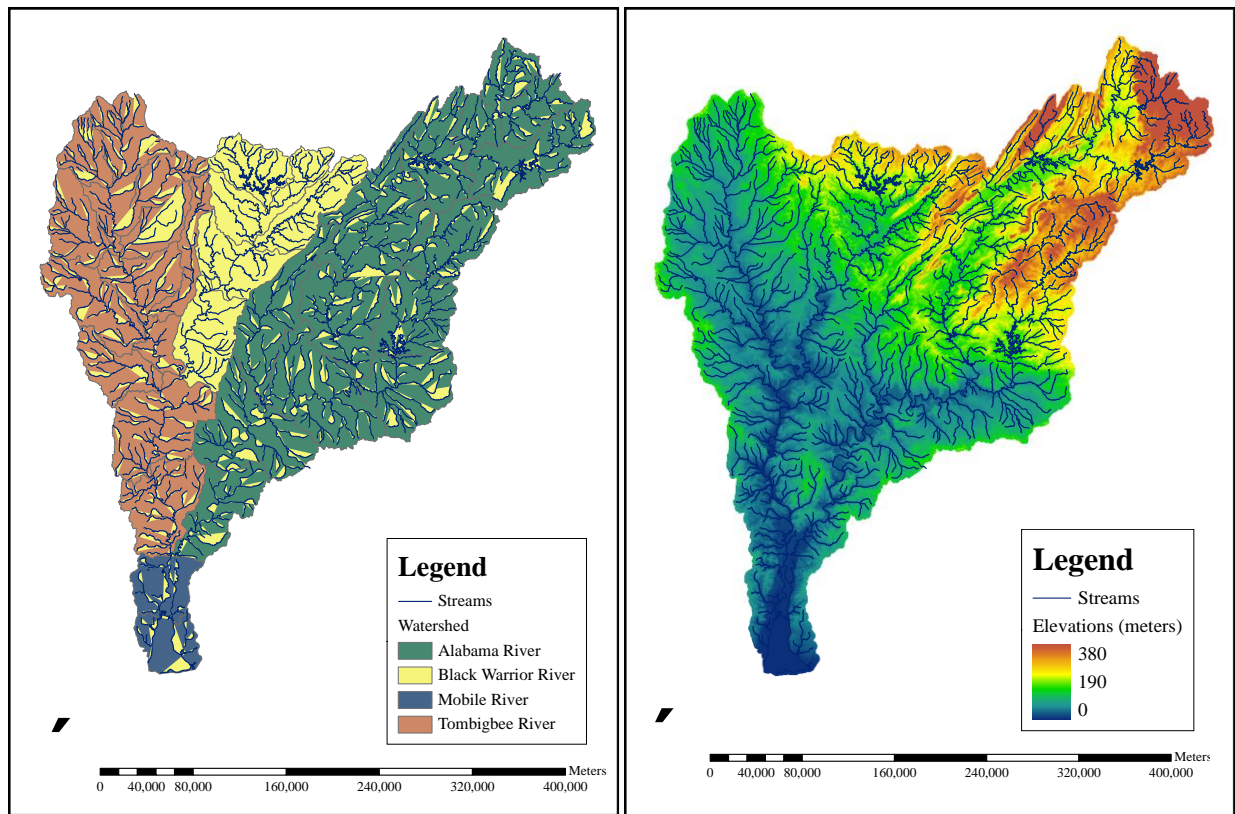 Legend
Streams
Watershed
Alabama River
Black Warrior River
Mobile River
Tombigbee River
Meters
0 40,000 80,000 160,000 240,000 320,000 400,000
Legend
Streams
Elevations (meters)
380
190
0
Meters
0 40,000 80,000 160,000 240,000 320,000 400,000